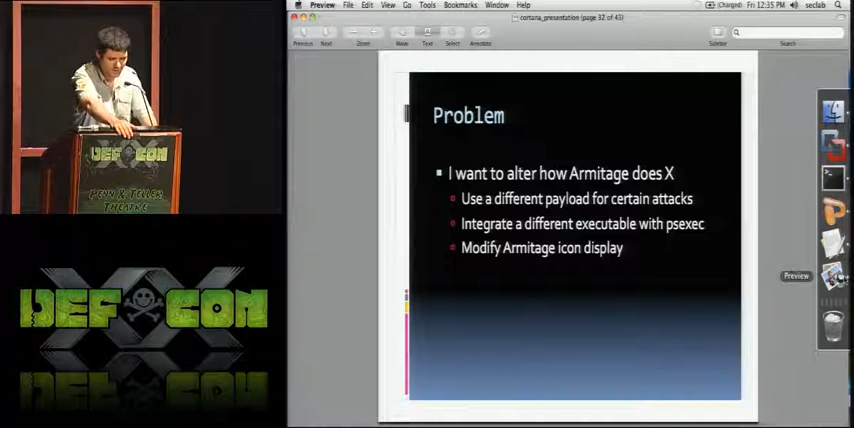 Preview File Edit View Go Tools Bookmarks Window Help
(Charged) Fri 12:35 PM seclab
cortana_presentation (page 32 of 43)
Previous Next Zoom Move Text Select Annotate Sidebar Search
Problem
I want to alter how Armitage does X
Use a different payload for certain attacks
Integrate a different executable with psexec
Modify Armitage icon display
Preview
DEF CON
PENN & TELLER
THEATRE
XX
DEF CON